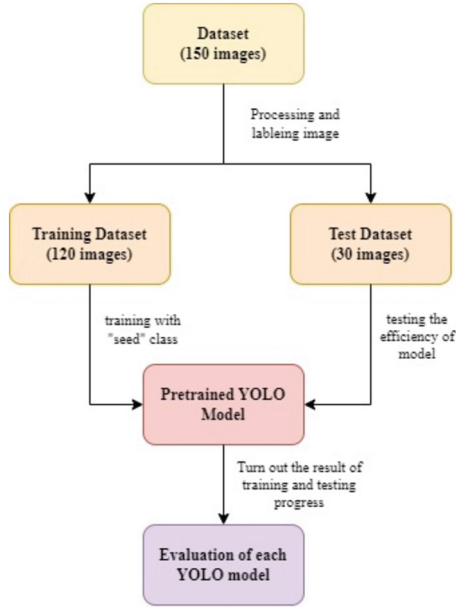 Dataset
(150 images)
Processing and
lableing image
Training Dataset
(120 images)
Test Dataset
(30 images)
training with
"seed" class
testing the
efficiency of
model
Pretrained YOLO
Model
Turn out the result of
training and testing
progress
Evaluation of each
YOLO model